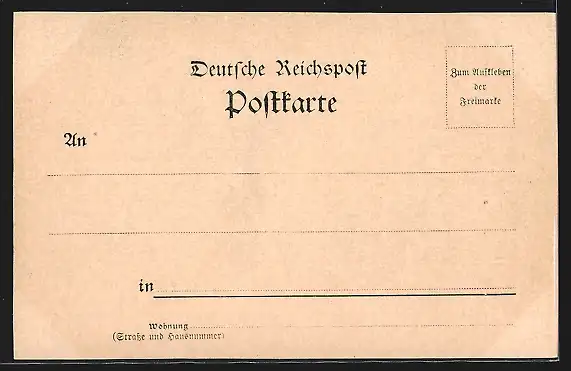 Deutsche Reichspost
Postkarte
Zum Aufkleben
der
Freimarke
An
in
Wohnung
(Straße und Hausnummer)